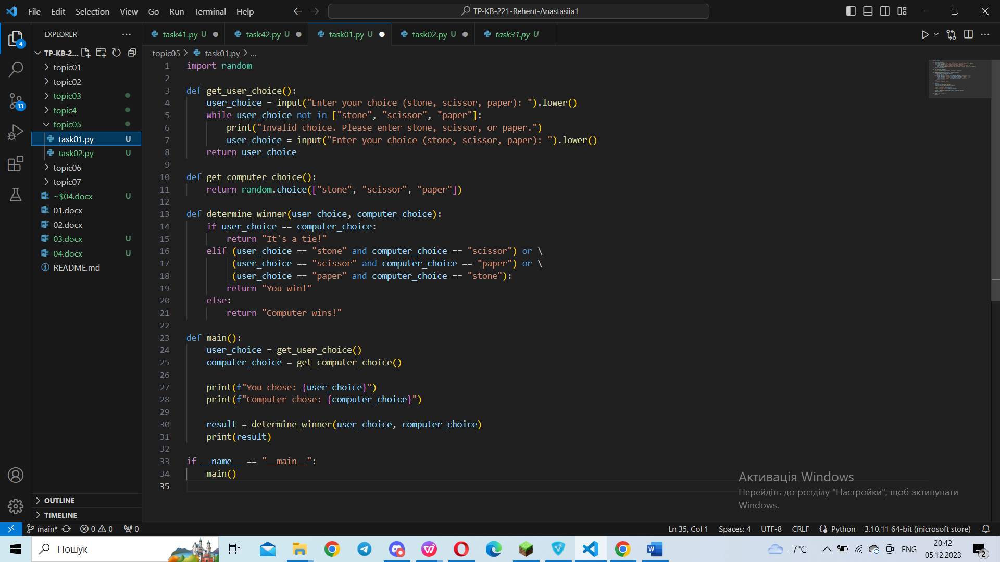 File Edit Selection View Go Run Terminal Help
TP-KB-221-Rehent-Anastasiia1
EXPLORER
task41.py U
task42.py U
task01.py U
task02.py U
task31.py U
TP-KB-2...
topic01
topic02
topic03
topic4
topic05
task01.py U
task02.py U
topic06
topic07
~$04.docx U
01.docx
02.docx
03.docx U
04.docx U
README.md
OUTLINE
TIMELINE
4
13
topic05 > task01.py > ...
1 import random
2
3 def get_user_choice():
4 user_choice = input("Enter your choice (stone, scissor, paper): ").lower()
5 while user_choice not in ["stone", "scissor", "paper"]:
6 print("Invalid choice. Please enter stone, scissor, or paper.")
7 user_choice = input("Enter your choice (stone, scissor, paper): ").lower()
8 return user_choice
9
10 def get_computer_choice():
11 return random.choice(["stone", "scissor", "paper"])
12
13 def determine_winner(user_choice, computer_choice):
14 if user_choice == computer_choice:
15 return "It's a tie!"
16 elif (user_choice == "stone" and computer_choice == "scissor") or \
17 (user_choice == "scissor" and computer_choice == "paper") or \
18 (user_choice == "paper" and computer_choice == "stone"):
19 return "You win!"
20 else:
21 return "Computer wins!"
22
23 def main():
24 user_choice = get_user_choice()
25 computer_choice = get_computer_choice()
26
27 print(f"You chose: {user_choice}")
28 print(f"Computer chose: {computer_choice}")
29
30 result = determine_winner(user_choice, computer_choice)
31 print(result)
32
33 if __name__ == "__main__":
34 main()
35
Активація Windows
Перейдіть до розділу "Настройки", щоб активувати
Windows.
main* 0 0 0
Ln 35, Col 1 Spaces: 4 UTF-8 CRLF Python 3.10.11 64-bit (microsoft store)
Пошук
-7°C
ENG
20:42
05.12.2023
2